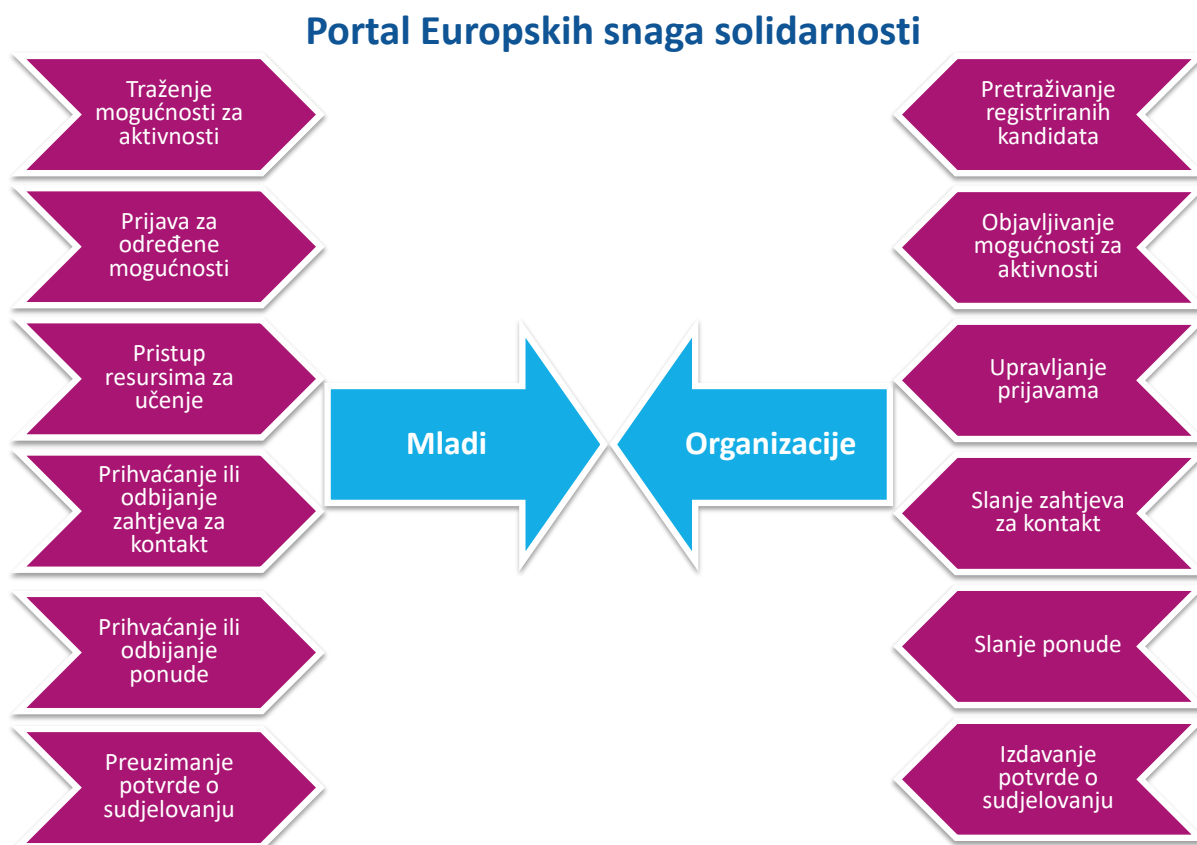 Portal Europskih snaga solidarnosti
Traženje
mogućnosti za
aktivnosti
Prijava za
određene
mogućnosti
Pristup
resursima za
učenje
Prihvaćanje ili
odbijanje
zahtjeva za
kontakt
Prihvaćanje ili
odbijanje
ponude
Preuzimanje
potvrde o
sudjelovanju
Mladi
Organizacije
Pretraživanje
registriranih
kandidata
Objavljivanje
mogućnosti za
aktivnosti
Upravljanje
prijavama
Slanje zahtjeva
za kontakt
Slanje ponude
Izdavanje
potvrde o
sudjelovanju